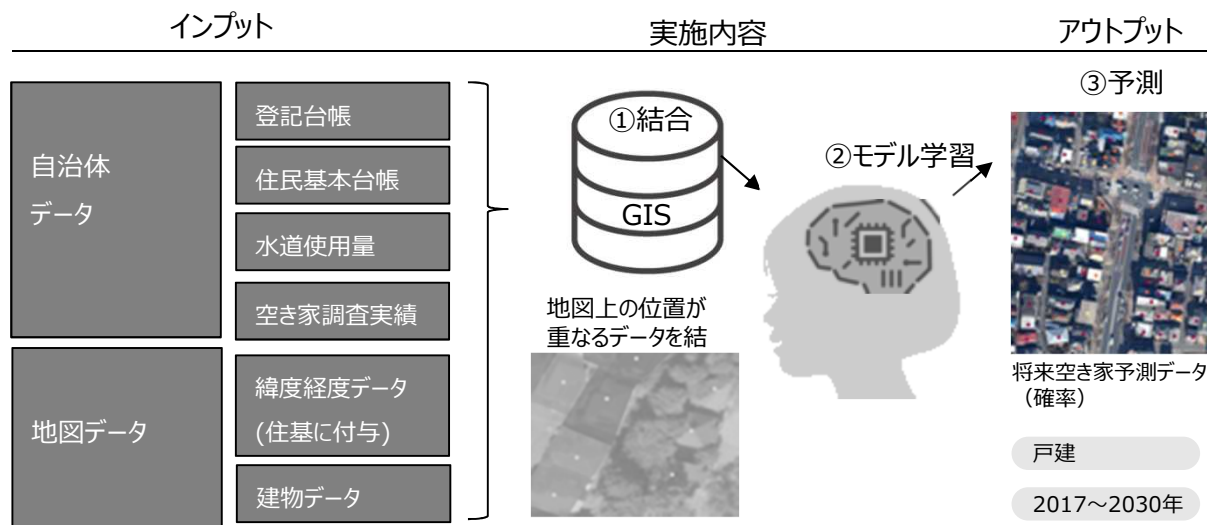 インプット
実施内容
アウトプット
自治体
データ
登記台帳
住民基本台帳
水道使用量
空き家調査実績
地図データ
緯度経度データ
(住基に付与)
建物データ
①結合
GIS
地図上の位置が
重なるデータを結
②モデル学習
③予測
将来空き家予測データ
（確率）
戸建
2017～2030年